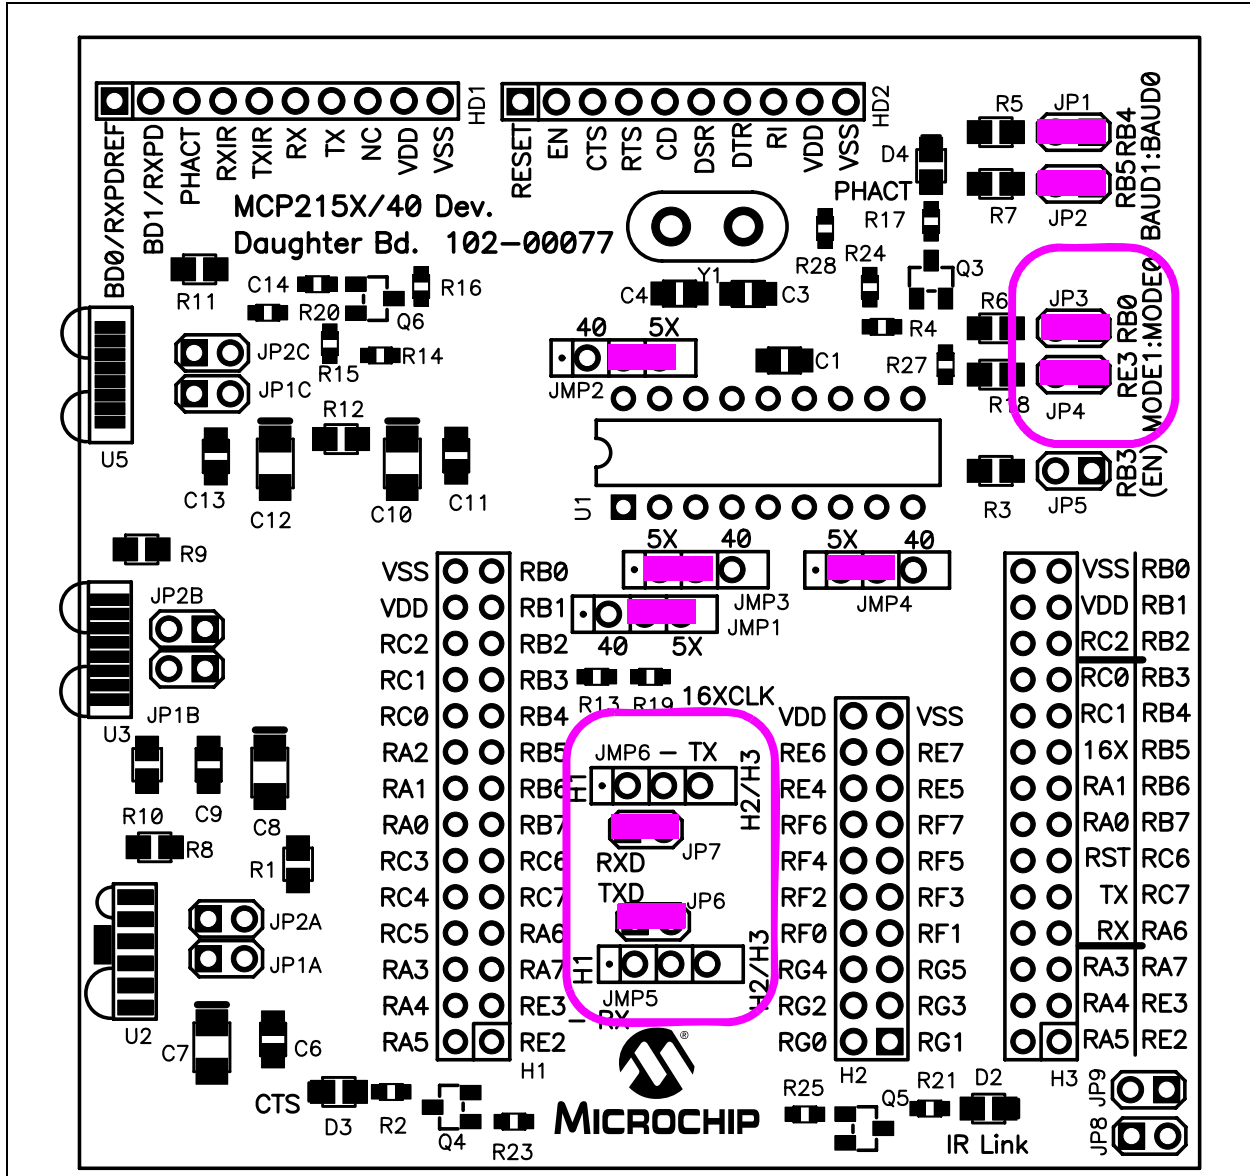 HD1
HD2
BD0/RXPDREF
BD1/RXPD
PHACT
RXIR
TXIR
RX
TX
NC
VDD
VSS
RESET
EN
CTS
RTS
CD
DSR
DTR
RI
VDD
VSS
MCP215X/40 Dev.
Daughter Bd. 102-00077
D4
PHACT
R17
R5
JP1
RB4
R7
JP2
RB5
BAUD1:BAUD0
R11
C14
R20
Q6
R16
R15
R14
C4
Y1
C3
R28
R24
Q3
R4
R27
R6
JP3
RB0
R18
JP4
RE3
MODE1:MODE0
JP2C
JP1C
40 5X
JMP2
C1
U5
R12
C13
C12
C10
C11
U1
R3
JP5
RB3
(EN)
R9
5X 40
JMP3
5X 40
JMP4
JMP1
40 5X
JP2B
JP1B
U3
R13 R19
16XCLK
VSS RB0
VDD RB1
RC2 RB2
RC1 RB3
RC0 RB4
RA2 RB5
RA1 RB6
RA0 RB7
RC3 RC6
RC4 RC7
RC5 RA6
RA3 RA7
RA4 RE3
RA5 RE2
H1
JMP6 – TX
H1
H2/H3
JP7
RXD
TXD
JP6
H1
H2/H3
JMP5 – RX
VDD VSS
RE6 RE7
RE4 RE5
RF6 RF7
RF4 RF5
RF2 RF3
RF0 RF1
RG4 RG5
RG2 RG3
RG0 RG1
H2
VSS RB0
VDD RB1
RC2 RB2
RC0 RB3
RC1 RB4
16X RB5
RA1 RB6
RA0 RB7
RST RC6
TX RC7
RX RA6
RA3 RA7
RA4 RE3
RA5 RE2
H3
R10
C9
C8
R8
R1
JP2A
JP1A
U2
C7
C6
CTS
D3
R2
Q4
R23
MICROCHIP
®
R25
Q5
R21
D2
IR Link
JP9
JP8